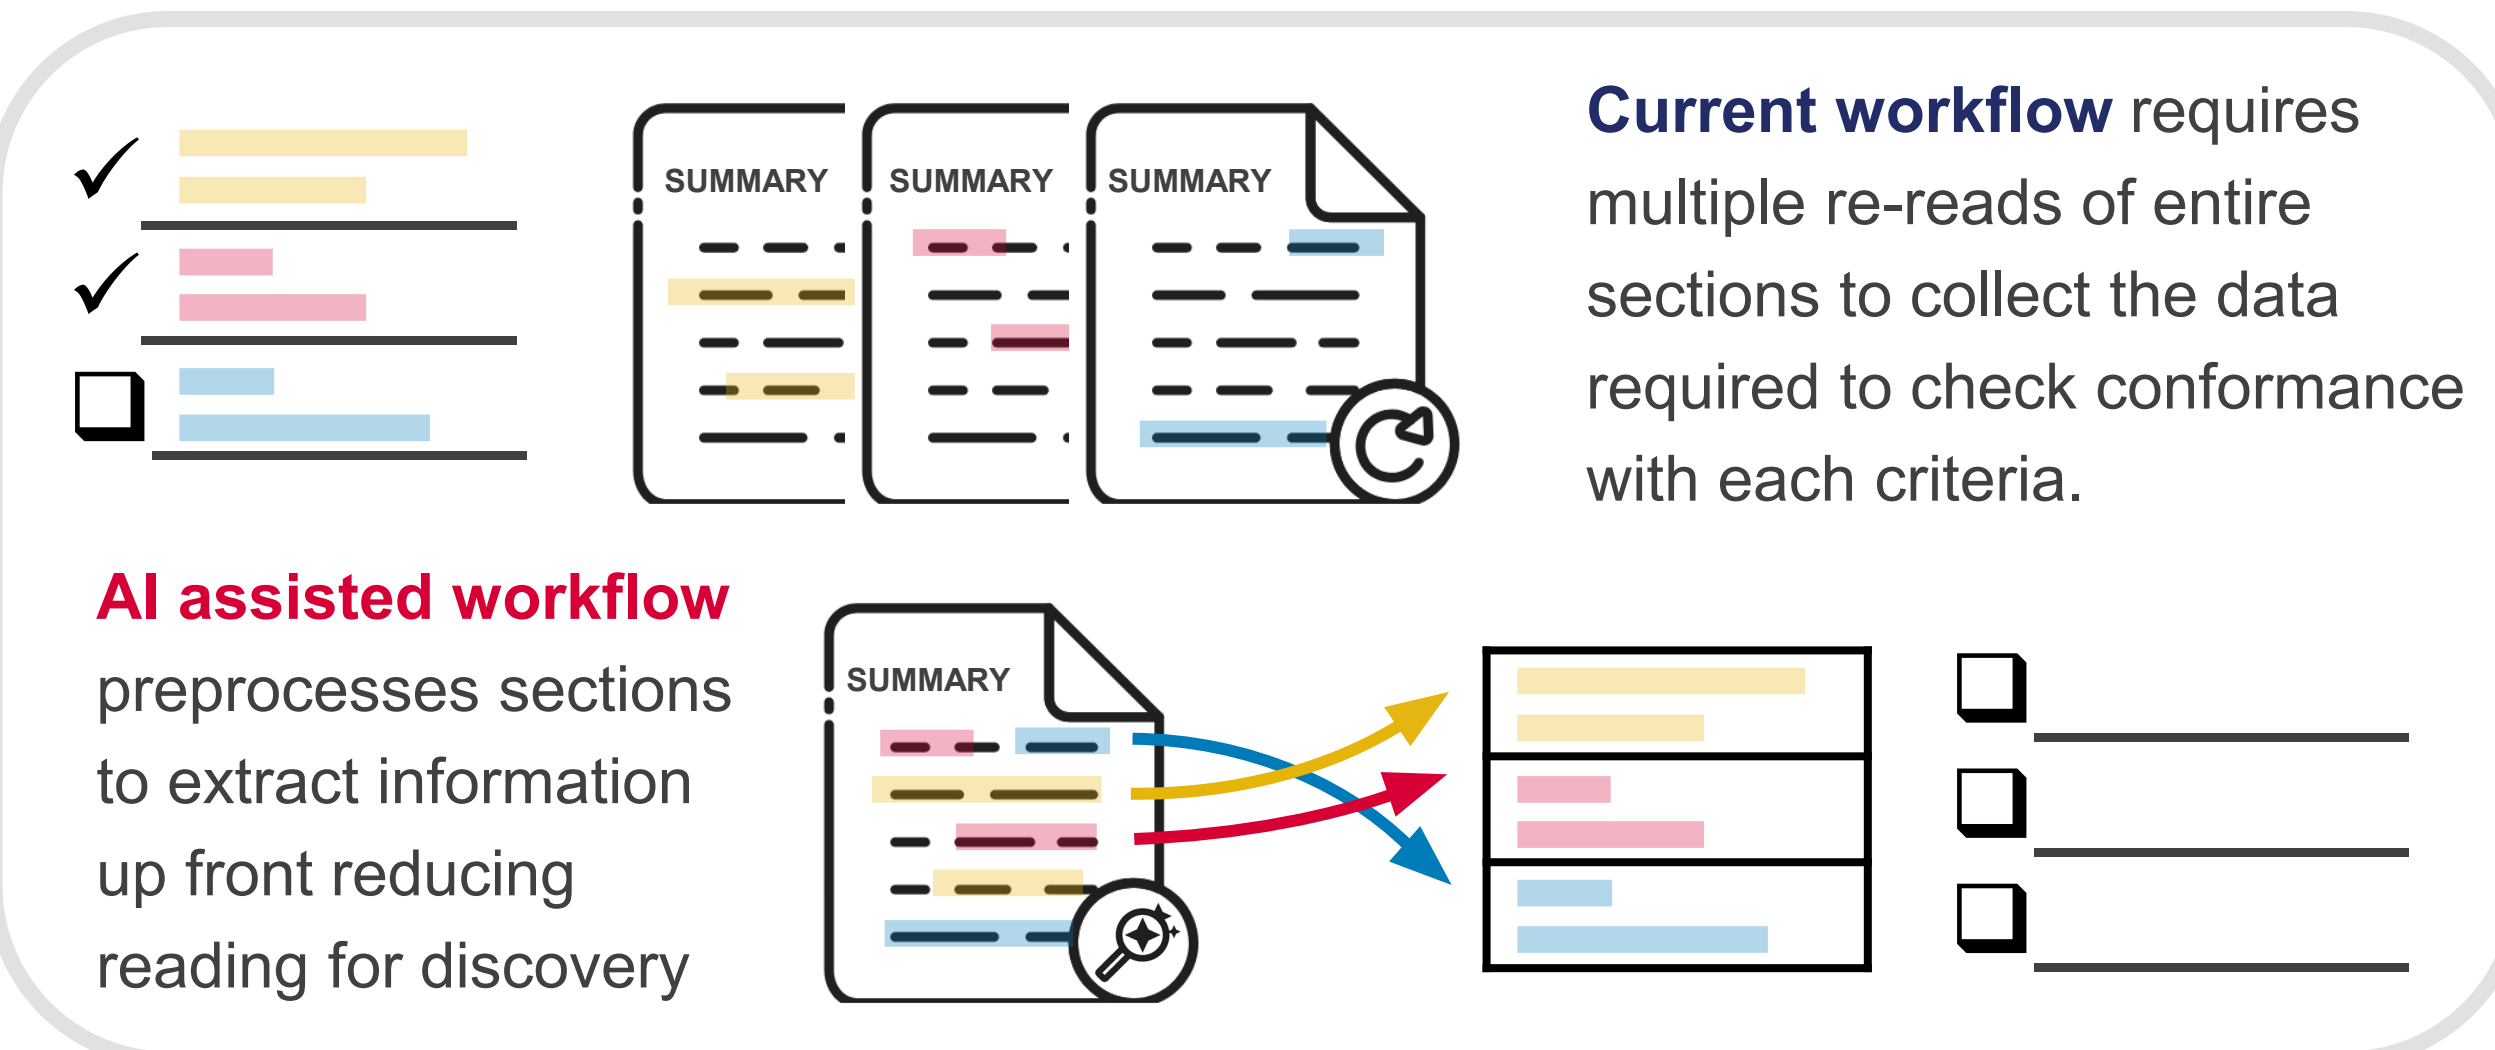 SUMMARY SUMMARY SUMMARY
Current workflow requires
multiple re-reads of entire
sections to collect the data
required to check conformance
with each criteria.
AI assisted workflow
preprocesses sections
to extract information
up front reducing
reading for discovery
SUMMARY